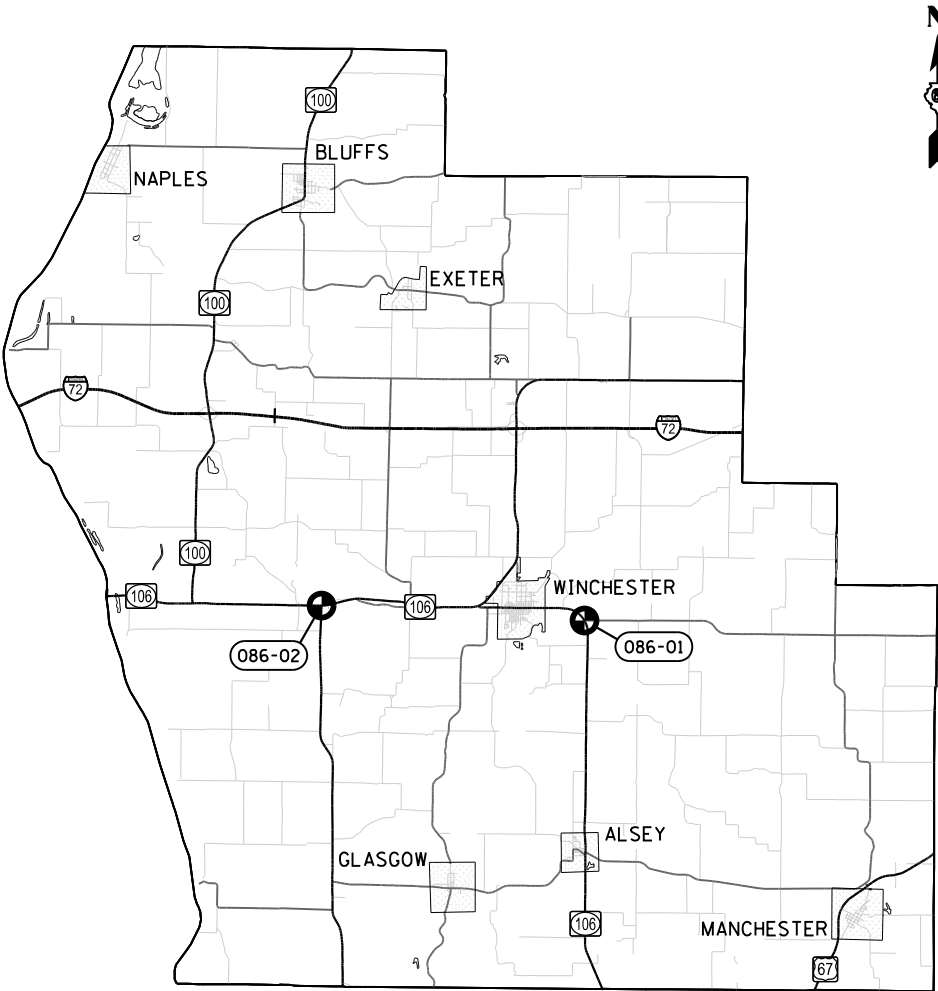 N
100
BLUFFS
NAPLES
EXETER
100
72
72
100
WINCHESTER
106
106
086-02
086-01
ALSEY
GLASGOW
106
MANCHESTER
67